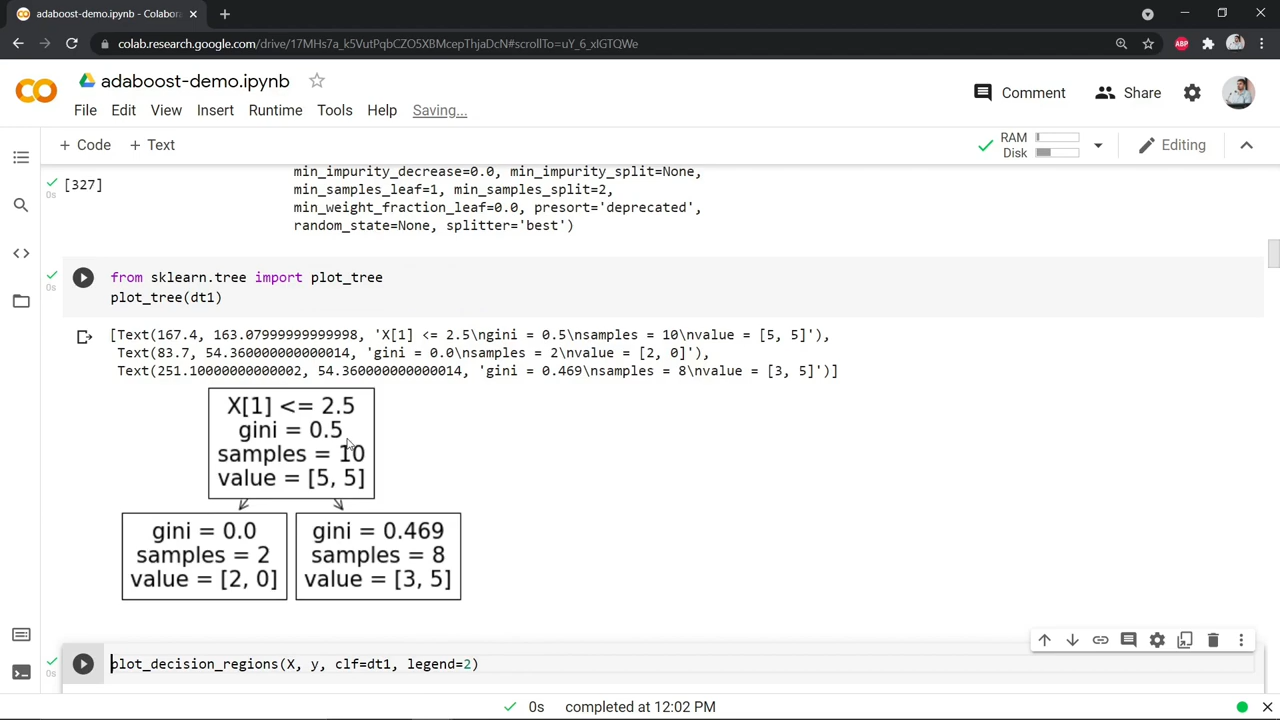 adaboost-demo.ipynb - Colabora
colab.research.google.com/drive/17MHs7a_k5VutPqbCZO5XBMcepThjaDcN#scrollTo=uY_6_xIGTQWe
ABP
adaboost-demo.ipynb
File Edit View Insert Runtime Tools Help Saving...
Comment Share
+ Code + Text
RAM
Disk
Editing
min_impurity_decrease=0.0, min_impurity_split=None,
[327]
0s
min_samples_leaf=1, min_samples_split=2,
min_weight_fraction_leaf=0.0, presort='deprecated',
random_state=None, splitter='best')
from sklearn.tree import plot_tree
0s
plot_tree(dt1)
[Text(167.4, 163.07999999999998, 'X[1] <= 2.5\ngini = 0.5\nsamples = 10\nvalue = [5, 5]'),
Text(83.7, 54.360000000000014, 'gini = 0.0\nsamples = 2\nvalue = [2, 0]'),
Text(251.10000000000002, 54.360000000000014, 'gini = 0.469\nsamples = 8\nvalue = [3, 5]')]
X[1] <= 2.5
gini = 0.5
samples = 10
value = [5, 5]
gini = 0.0
samples = 2
value = [2, 0]
gini = 0.469
samples = 8
value = [3, 5]
plot_decision_regions(X, y, clf=dt1, legend=2)
0s
0s completed at 12:02 PM